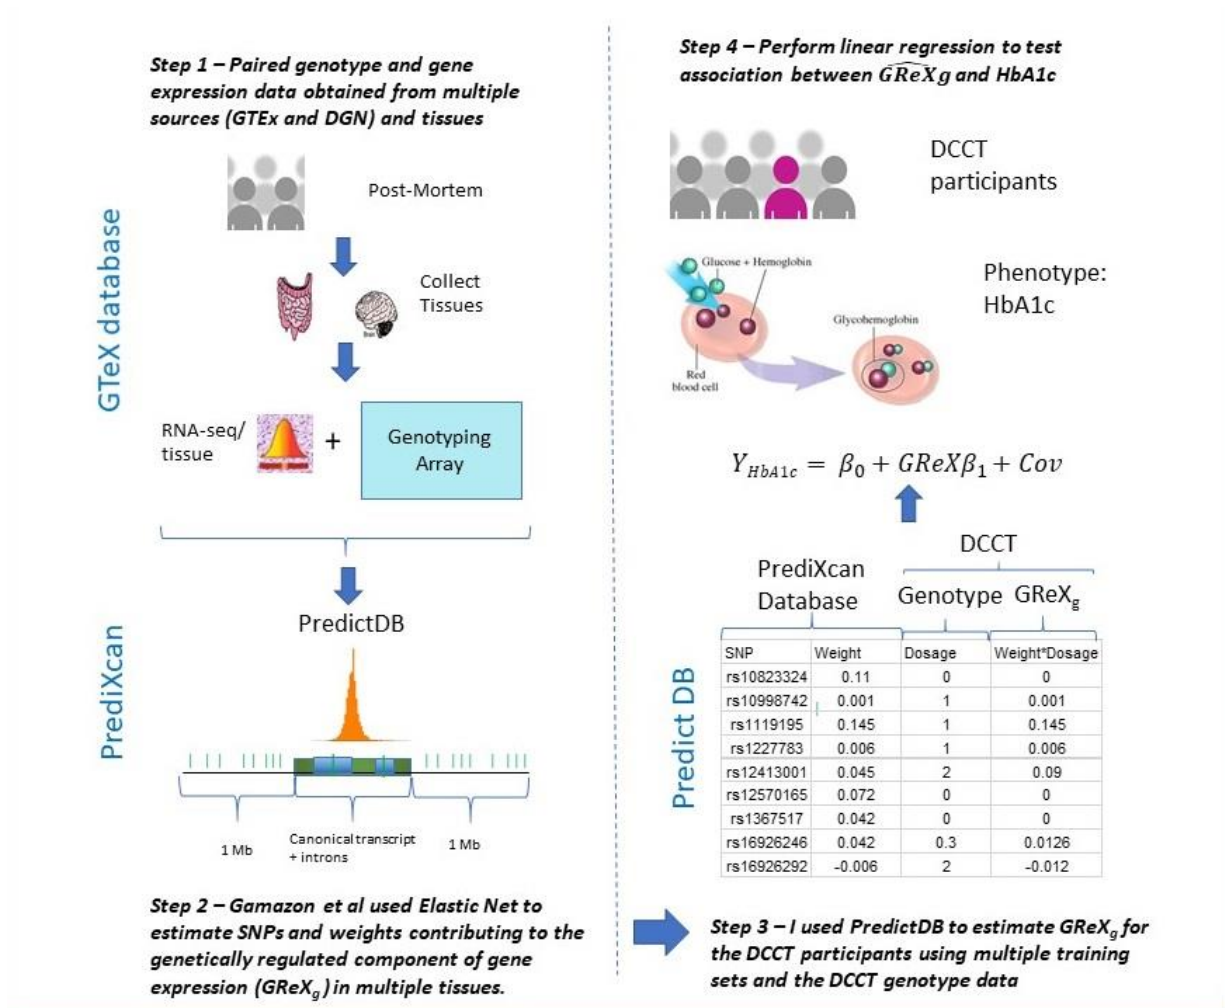 Step 1 – Paired genotype and gene
expression data obtained from multiple
sources (GTEx and DGN) and tissues
GTeX database
Post-Mortem
Collect
Tissues
Brain
RNA-seq/
tissue
+
Genotyping
Array
PrediXcan
PredictDB
1 Mb
Canonical transcript
+ introns
1 Mb
Step 2 – Gamazon et al used Elastic Net to
estimate SNPs and weights contributing to the
genetically regulated component of gene
expression (GReXg) in multiple tissues.
Step 4 – Perform linear regression to test
association between GReXg and HbA1c
DCCT
participants
Glucose + Hemoglobin
Glycohemoglobin
Red
blood cell
Phenotype:
HbA1c
Y_HbA1c = β0 + GReXβ1 + Cov
DCCT
PrediXcan
Database
Genotype GReXg
Predict DB
SNP Weight Dosage Weight*Dosage
rs10823324 0.11 0 0
rs10998742 0.001 1 0.001
rs1119195 0.145 1 0.145
rs1227783 0.006 1 0.006
rs12413001 0.045 2 0.09
rs12570165 0.072 0 0
rs1367517 0.042 0 0
rs16926246 0.042 0.3 0.0126
rs16926292 -0.006 2 -0.012
Step 3 – I used PredictDB to estimate GReXg for
the DCCT participants using multiple training
sets and the DCCT genotype data